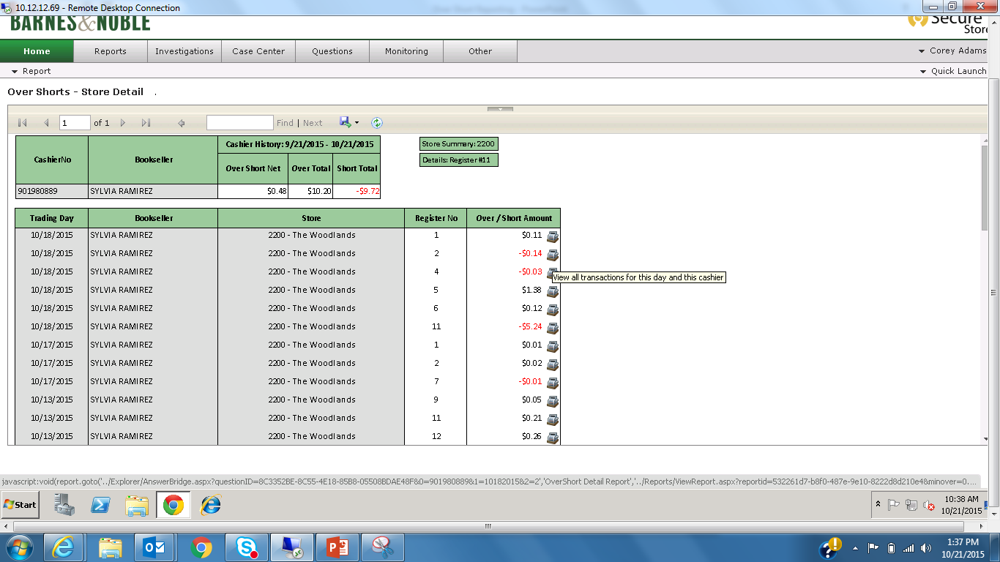 10.12.12.69 - Remote Desktop Connection
BARNES&NOBLE
Secure
Store
Home Reports Investigations Case Center Questions Monitoring Other Corey Adams
Report Quick Launch
Over Shorts - Store Detail .
1 of 1 Find | Next
CashierNo Bookseller Cashier History: 9/21/2015 - 10/21/2015
Over Short Net Over Total Short Total
901980889 SYLVIA RAMIREZ $0.48 $10.20 -$9.72
Store Summary: 2200
Details: Register #11
Trading Day Bookseller Store Register No Over / Short Amount
10/18/2015 SYLVIA RAMIREZ 2200 - The Woodlands 1 $0.11
10/18/2015 SYLVIA RAMIREZ 2200 - The Woodlands 2 -$0.14
10/18/2015 SYLVIA RAMIREZ 2200 - The Woodlands 4 -$0.03
View all transactions for this day and this cashier
10/18/2015 SYLVIA RAMIREZ 2200 - The Woodlands 5 $1.38
10/18/2015 SYLVIA RAMIREZ 2200 - The Woodlands 6 $0.12
10/18/2015 SYLVIA RAMIREZ 2200 - The Woodlands 11 -$5.24
10/17/2015 SYLVIA RAMIREZ 2200 - The Woodlands 1 $0.01
10/17/2015 SYLVIA RAMIREZ 2200 - The Woodlands 2 $0.02
10/17/2015 SYLVIA RAMIREZ 2200 - The Woodlands 7 -$0.01
10/13/2015 SYLVIA RAMIREZ 2200 - The Woodlands 9 $0.05
10/13/2015 SYLVIA RAMIREZ 2200 - The Woodlands 11 $0.21
10/13/2015 SYLVIA RAMIREZ 2200 - The Woodlands 12 $0.26
javascript:void(report.goto('../Explorer/AnswerBridge.aspx?questionID=8C3352BE-8C55-4E18-85B8-05508BDAE48F&0=901980889&1=10182015&2=2','OverShort Detail Report','../Reports/ViewReport.aspx?reportid=532261d7-b8f0-487e-9e10-8222d8d210e4&minover=0....
Start
10:38 AM
10/21/2015
1:37 PM
10/21/2015